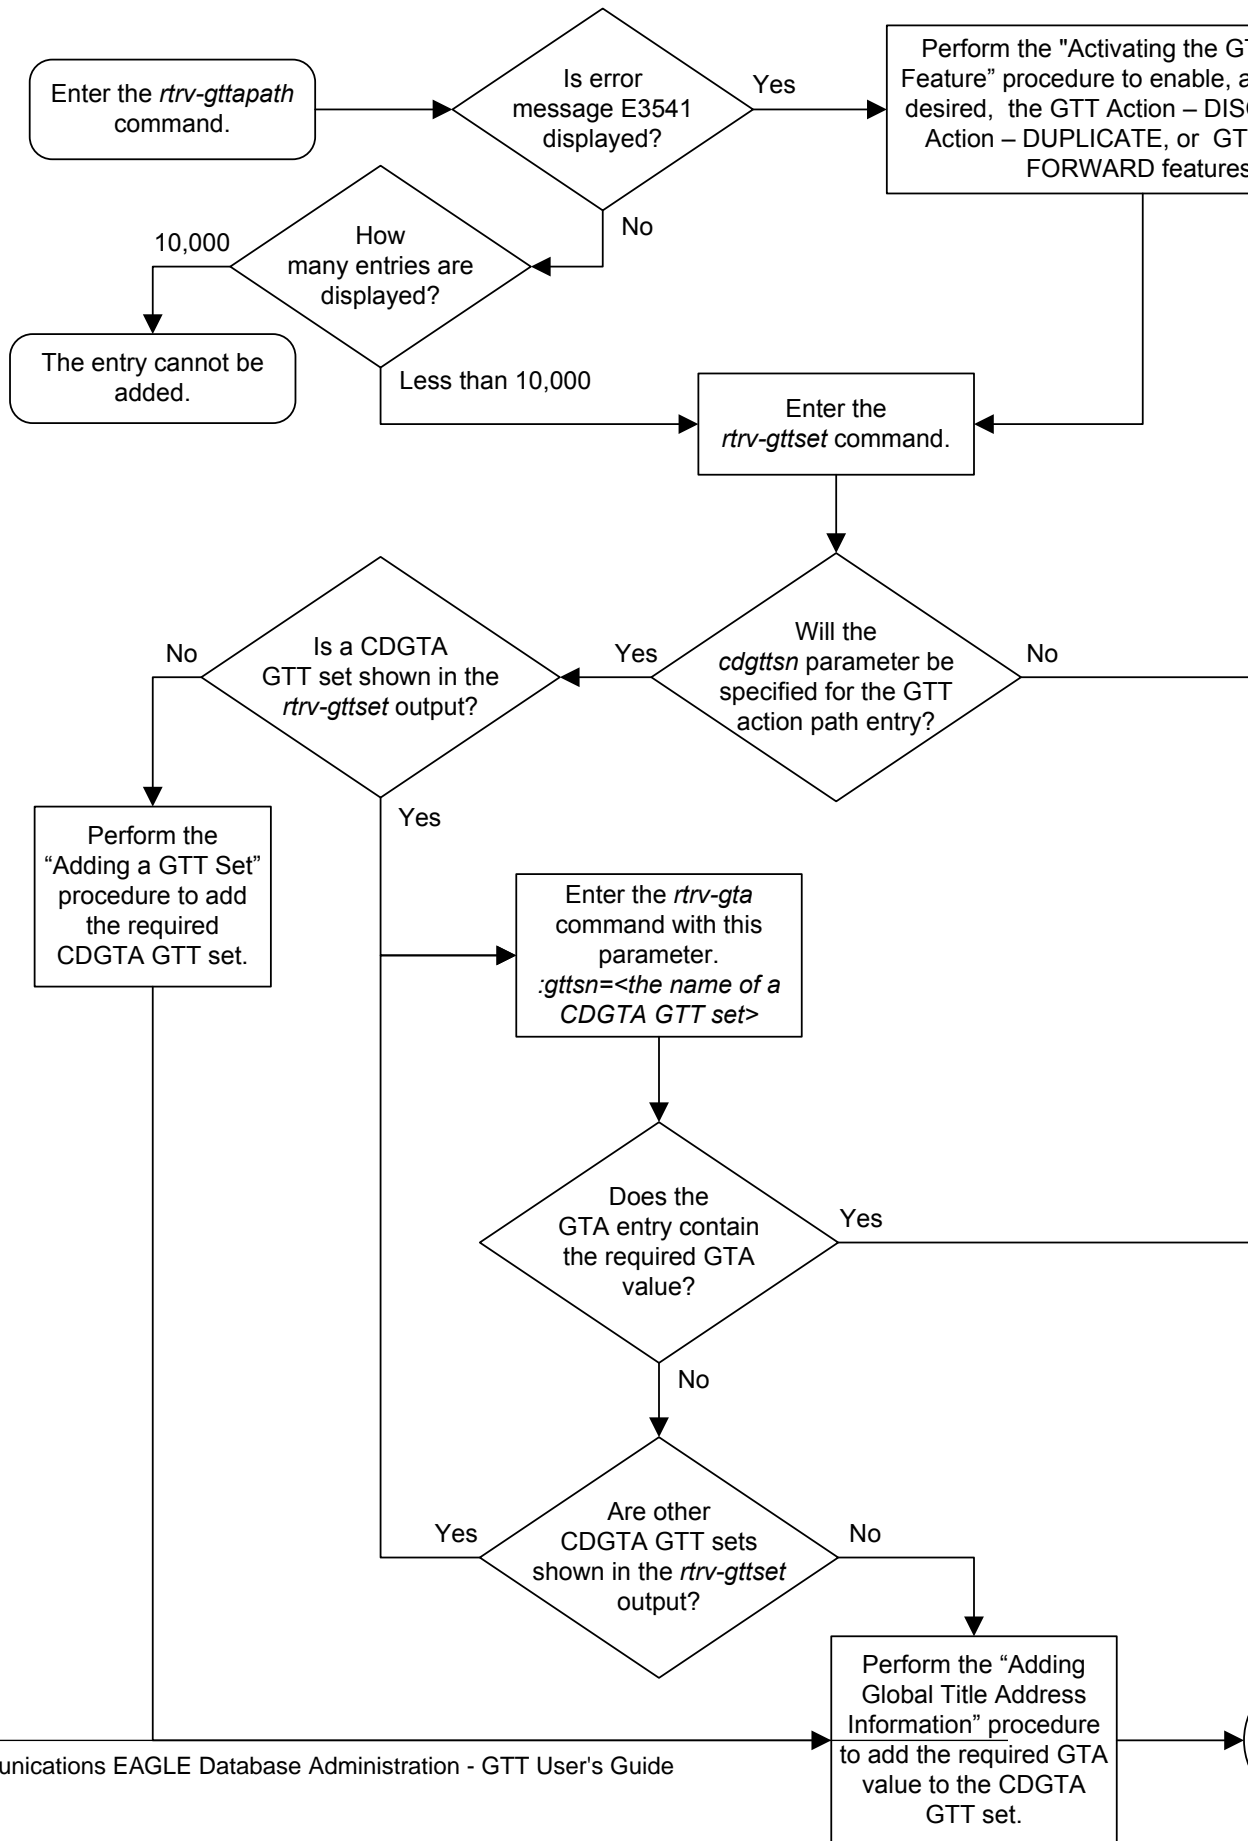 Enter the rtrv-gttapath
command.
Is error
message E3541
displayed?
Yes
Perform the "Activating the
Feature” procedure to enable,
desired, the GTT Action –
Action – DUPLICATE, or
FORWARD features
No
How
many entries are
displayed?
10,000
The entry cannot be
added.
Less than 10,000
Enter the
rtrv-gttset command.
Will the
cdgttsn parameter be
specified for the GTT
action path entry?
No
Yes
Is a CDGTA
GTT set shown in the
rtrv-gttset output?
No
Yes
Perform the
“Adding a GTT Set”
procedure to add
the required
CDGTA GTT set.
Enter the rtrv-gta
command with this
parameter.
:gttsn=<the name of a
CDGTA GTT set>
Does the
GTA entry contain
the required GTA
value?
Yes
No
Are other
CDGTA GTT sets
shown in the rtrv-gttset
output?
Yes
No
Perform the “Adding
Global Title Address
Information” procedure
to add the required GTA
value to the CDGTA
GTT set.
unications EAGLE Database Administration - GTT User's Guide